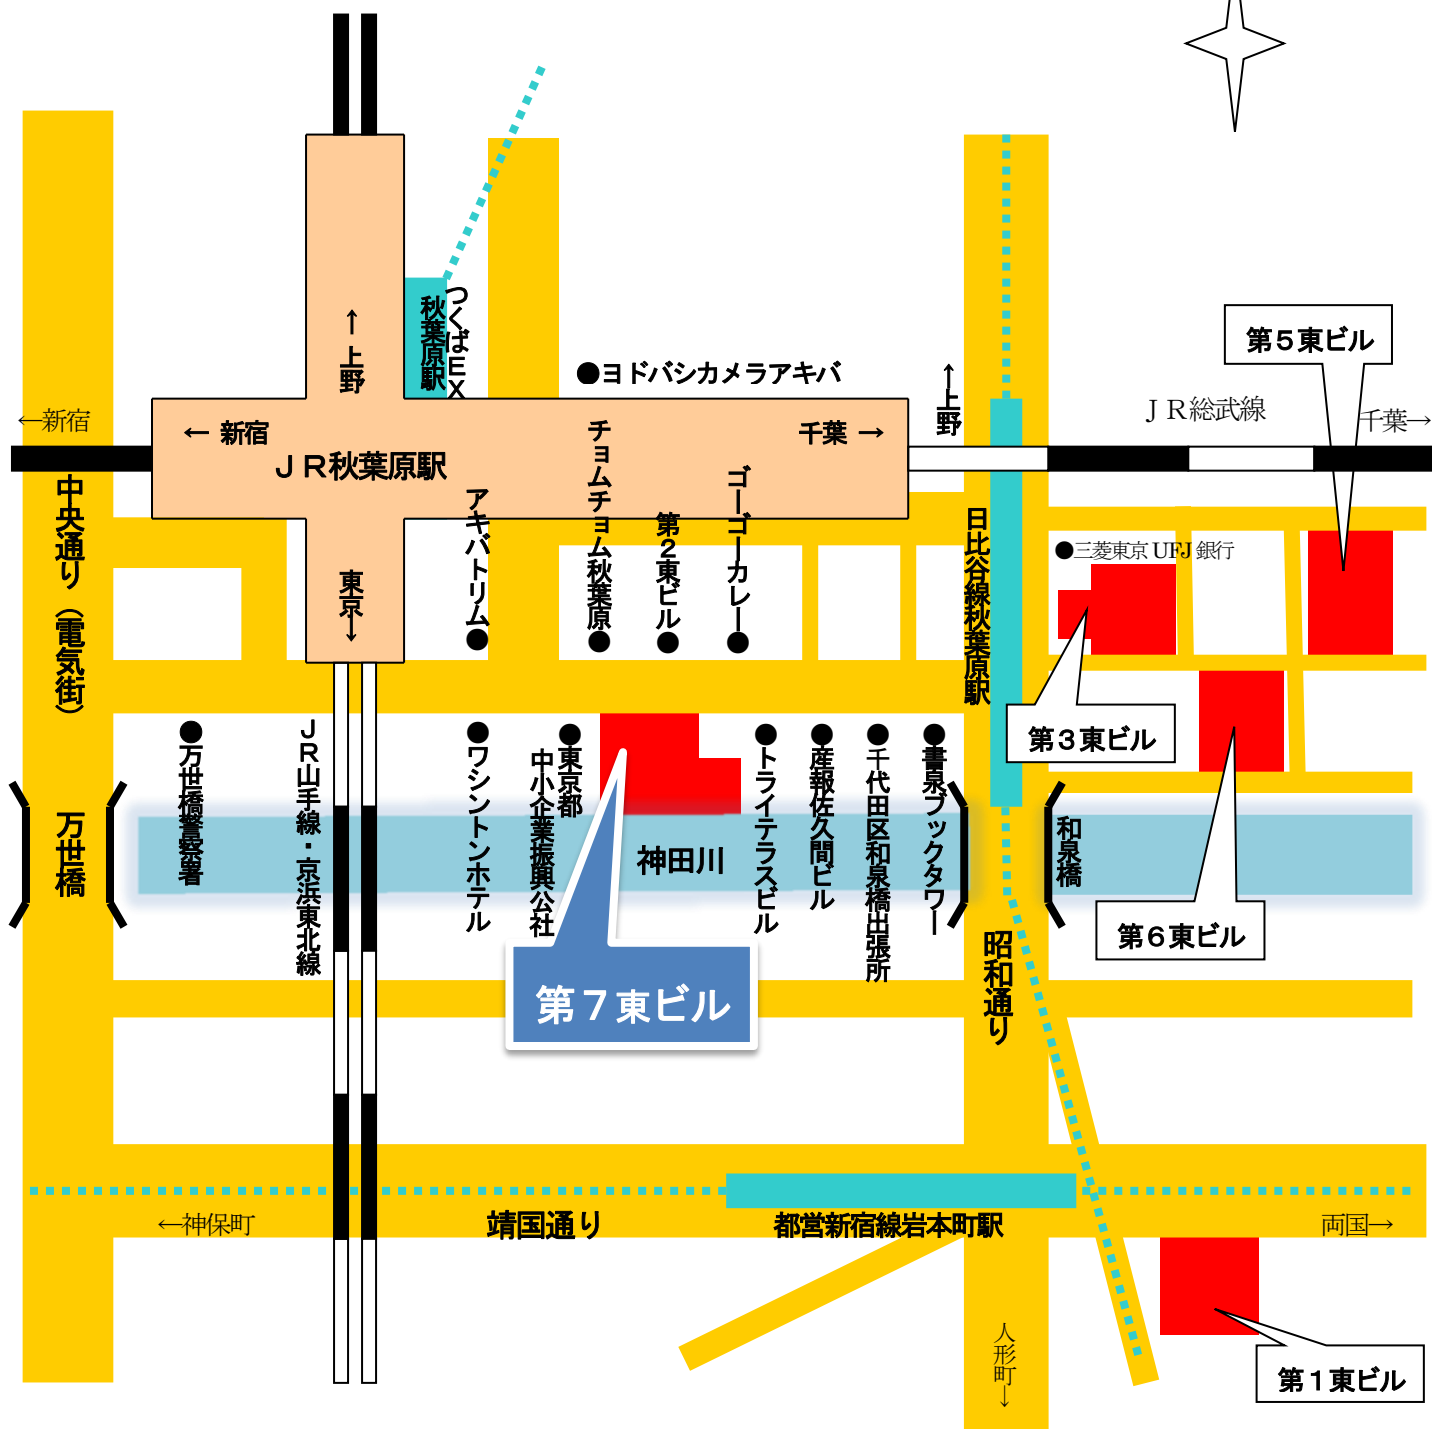 つくばEX
秋葉原駅
↑上野
●ヨドバシカメラアキバ
↑上野
第5東ビル
JR総武線
←新宿
千葉→
← 新宿
千葉 →
JR秋葉原駅
中央通り(電気街)
アキバトリム●
チョムチョム秋葉原●
第2東ビル●
ゴーゴーカレー●
日比谷線秋葉原駅
●三菱東京UFJ銀行
東京→
第3東ビル
●万世橋警察署
JR山手線・京浜東北線
●ワシントンホテル
●東京都
中小企業振興公社
●トライテラスビル
●産報佐久間ビル
●千代田区和泉橋出張所
●書泉ブックタワー
万世橋
神田川
和泉橋
第6東ビル
昭和通り
第7東ビル
←神保町
靖国通り
都営新宿線岩本町駅
両国→
人形町→
第1東ビル